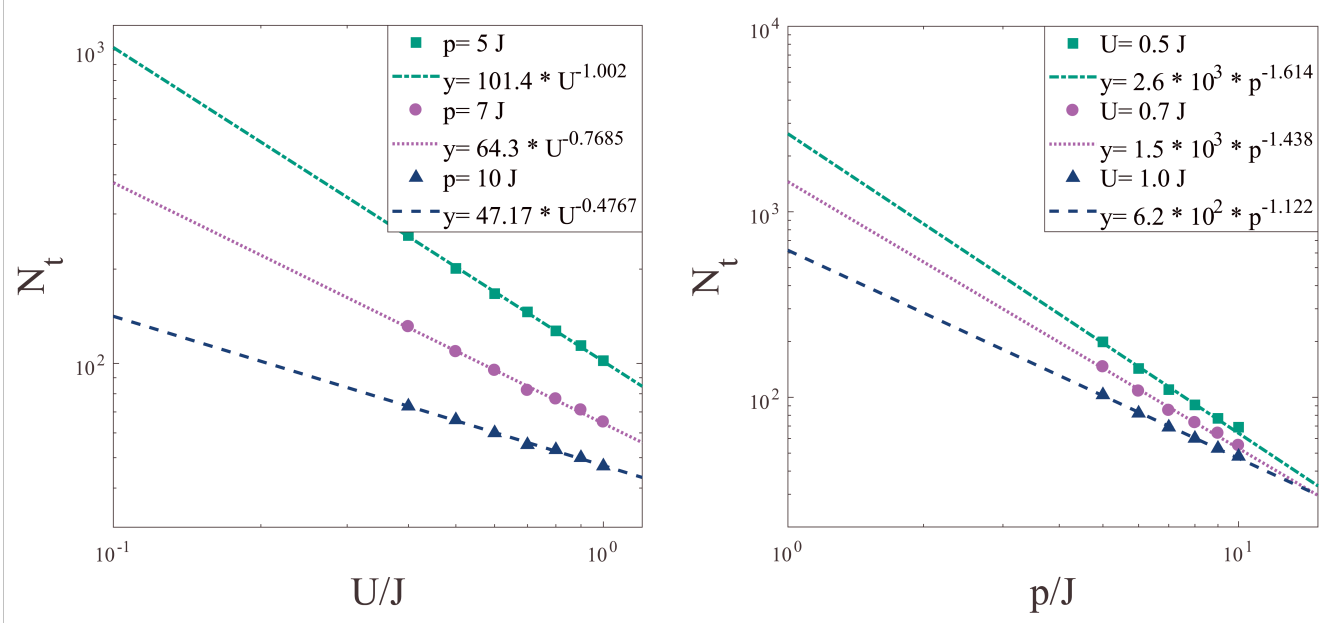 10^3
10^2
N_t
10^-1
10^0
U/J
p= 5 J
y= 101.4 * U^-1.002
p= 7 J
y= 64.3 * U^-0.7685
p= 10 J
y= 47.17 * U^-0.4767
10^4
10^3
10^2
N_t
10^0
10^1
p/J
U= 0.5 J
y= 2.6 * 10^3 * p^-1.614
U= 0.7 J
y= 1.5 * 10^3 * p^-1.438
U= 1.0 J
y= 6.2 * 10^2 * p^-1.122